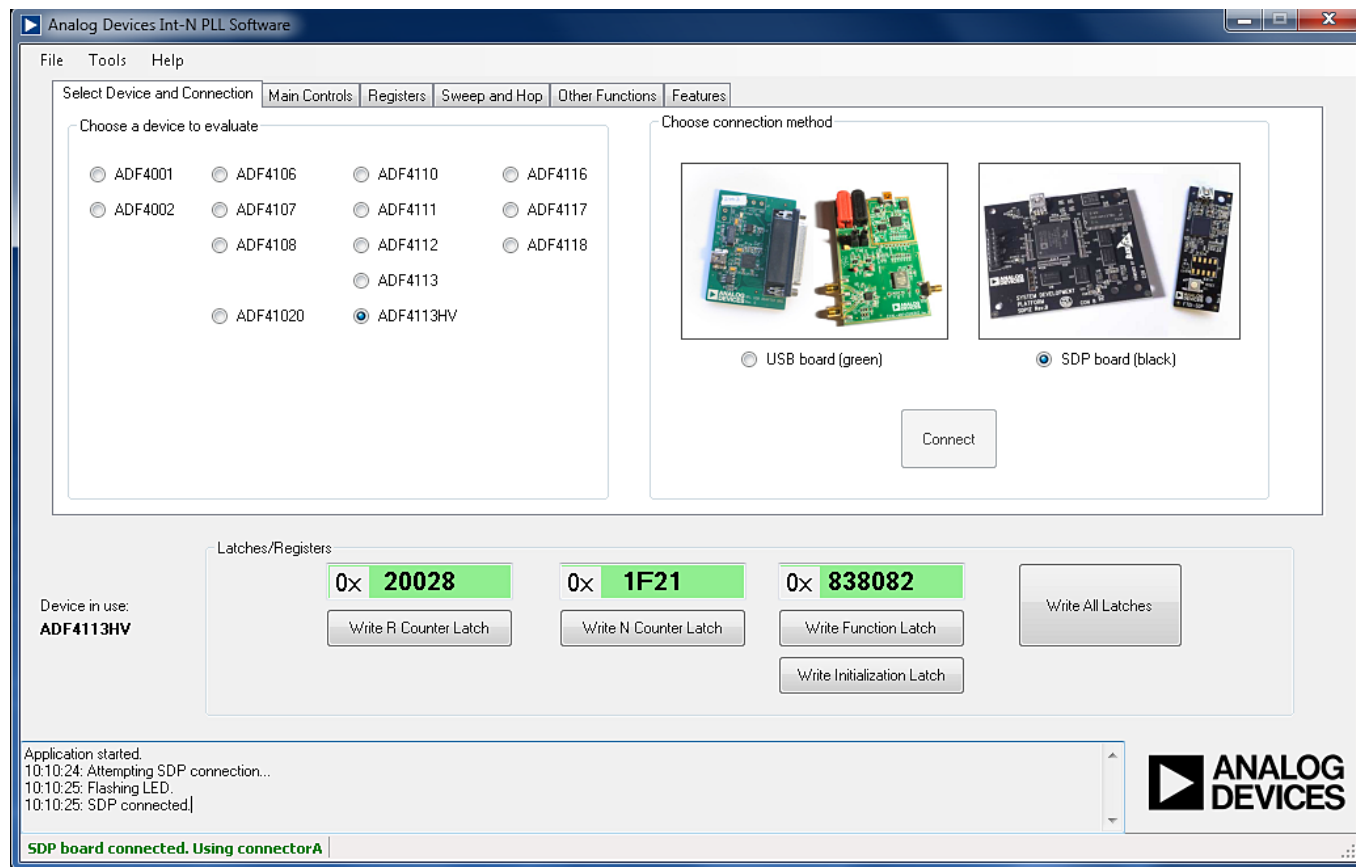 Analog Devices Int-N PLL Software
File Tools Help
Select Device and Connection Main Controls Registers Sweep and Hop Other Functions Features
Choose a device to evaluate
ADF4001 ADF4106 ADF4110 ADF4116
ADF4002 ADF4107 ADF4111 ADF4117
ADF4108 ADF4112 ADF4118
ADF4113
ADF41020 ADF4113HV
Choose connection method
ANALOG
DEVICES
SYSTEM DEVELOPMENT
PLATFORM
USB board (green) SDP board (black)
Connect
Latches/Registers
0x 20028 0x 1F21 0x 838082
Write R Counter Latch Write N Counter Latch Write Function Latch
Write Initialization Latch
Write All Latches
Device in use:
ADF4113HV
Application started.
10:10:24: Attempting SDP connection...
10:10:25: Flashing LED.
10:10:25: SDP connected.
ANALOG
DEVICES
SDP board connected. Using connectorA